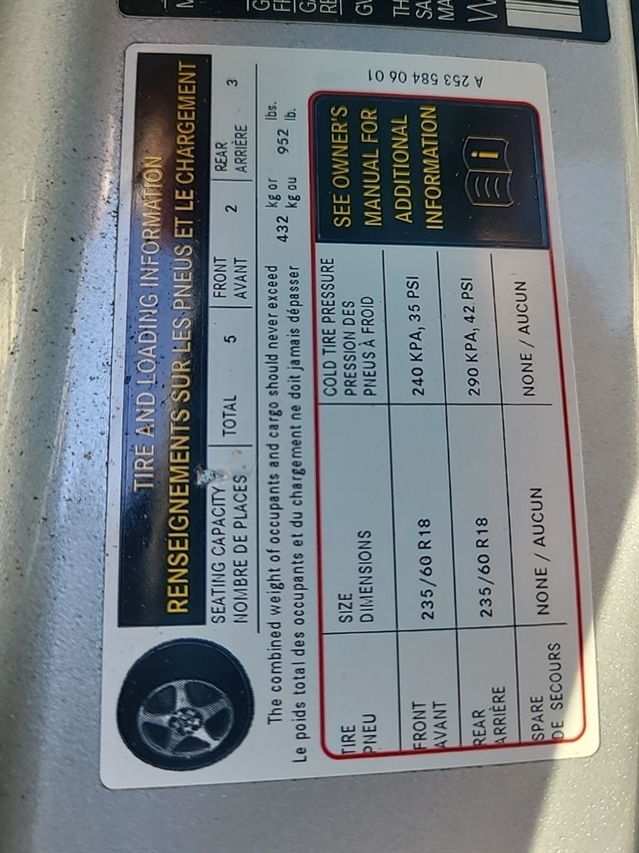 TIRE AND LOADING INFORMATION
RENSEIGNEMENTS SUR LES PNEUS ET LE CHARGEMENT
SEATING CAPACITY TOTAL 5 FRONT 2 REAR 3
NOMBRE DE PLACES AVANT ARRIÈRE
The combined weight of occupants and cargo should never exceed 432 kg or 952 lbs.
Le poids total des occupants et du chargement ne doit jamais dépasser kg ou lb.
TIRE SIZE COLD TIRE PRESSURE
PNEU DIMENSIONS PRESSION DES
PNEUS À FROID
FRONT 235/60 R18 240 KPA, 35 PSI
AVANT
REAR 235/60 R18 290 KPA, 42 PSI
ARRIÈRE
SPARE NONE / AUCUN NONE / AUCUN
DE SECOURS
SEE OWNER'S
MANUAL FOR
ADDITIONAL
INFORMATION
i
A 253 584 06 01